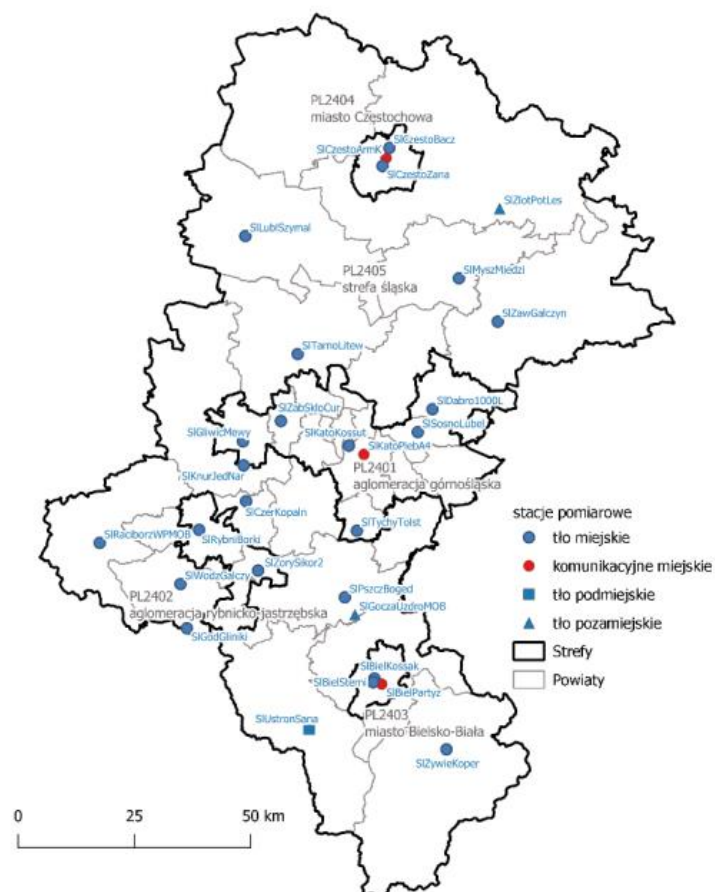 PL2404
miasto Częstochowa
SlCzestoBacz
SlCzestoArmK
SlCzestoZana
SlZlotPotLes
SlLublSzymal
PL2405
strefa śląska
SlMyszMiedzi
SlZawGalczyn
SlTarnoLitew
SlDabro1000L
SlZabSkloCur
SlSosnoLubel
SlGliwicMewy
SlKatoKossut
SlKatoPlebA4
PL2401
aglomeracja górnośląska
SlKnurJedNar
SlCzerKopaln
SlTychyTolst
SlRaciborzWPMOB
SlRybniBorki
SlZorySikor2
SlWodzGalczy
SlPszczBoged
PL2402
aglomeracja rybnicko-jastrzębska
SlGoczaUzdroMOB
SlGodGliniki
SlBielKossak
SlBielSterni
SlBielPartyz
PL2403
miasto Bielsko-Biała
SlUstronSana
SlZywieKoper
stacje pomiarowe
tło miejskie
komunikacyjne miejskie
tło podmiejskie
tło pozamiejskie
Strefy
Powiaty
0 25 50 km